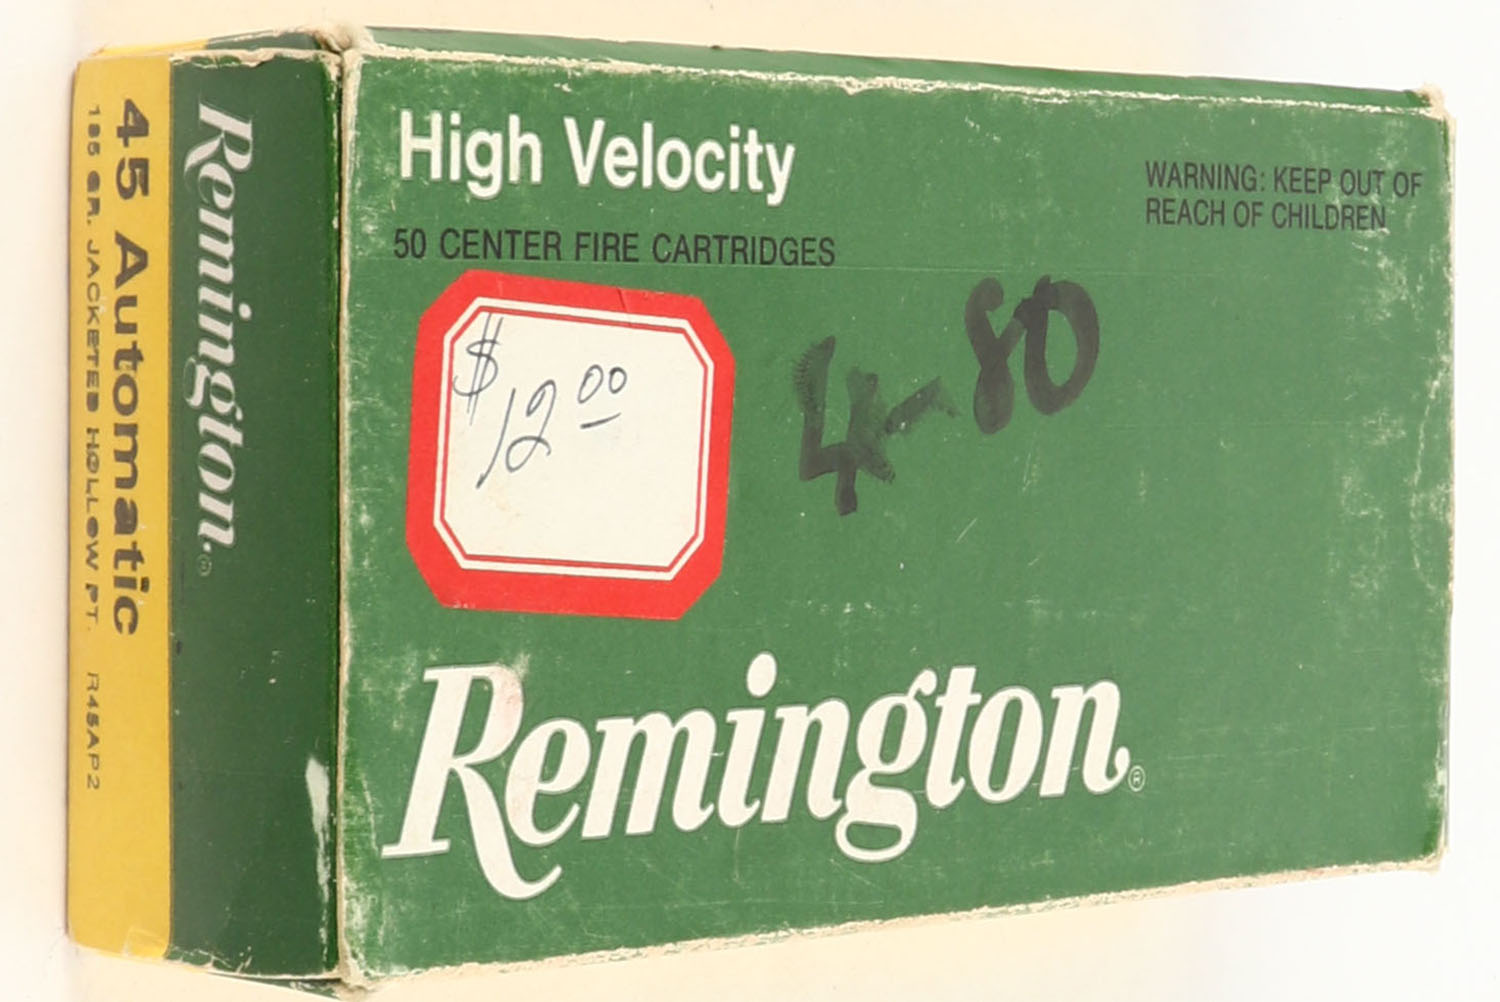 High Velocity
50 CENTER FIRE CARTRIDGES
WARNING: KEEP OUT OF
REACH OF CHILDREN
$12.00
4-80
Remington®
Remington®
45 Automatic
185 GR. JACKETED HOLLOW PT. R45AP2